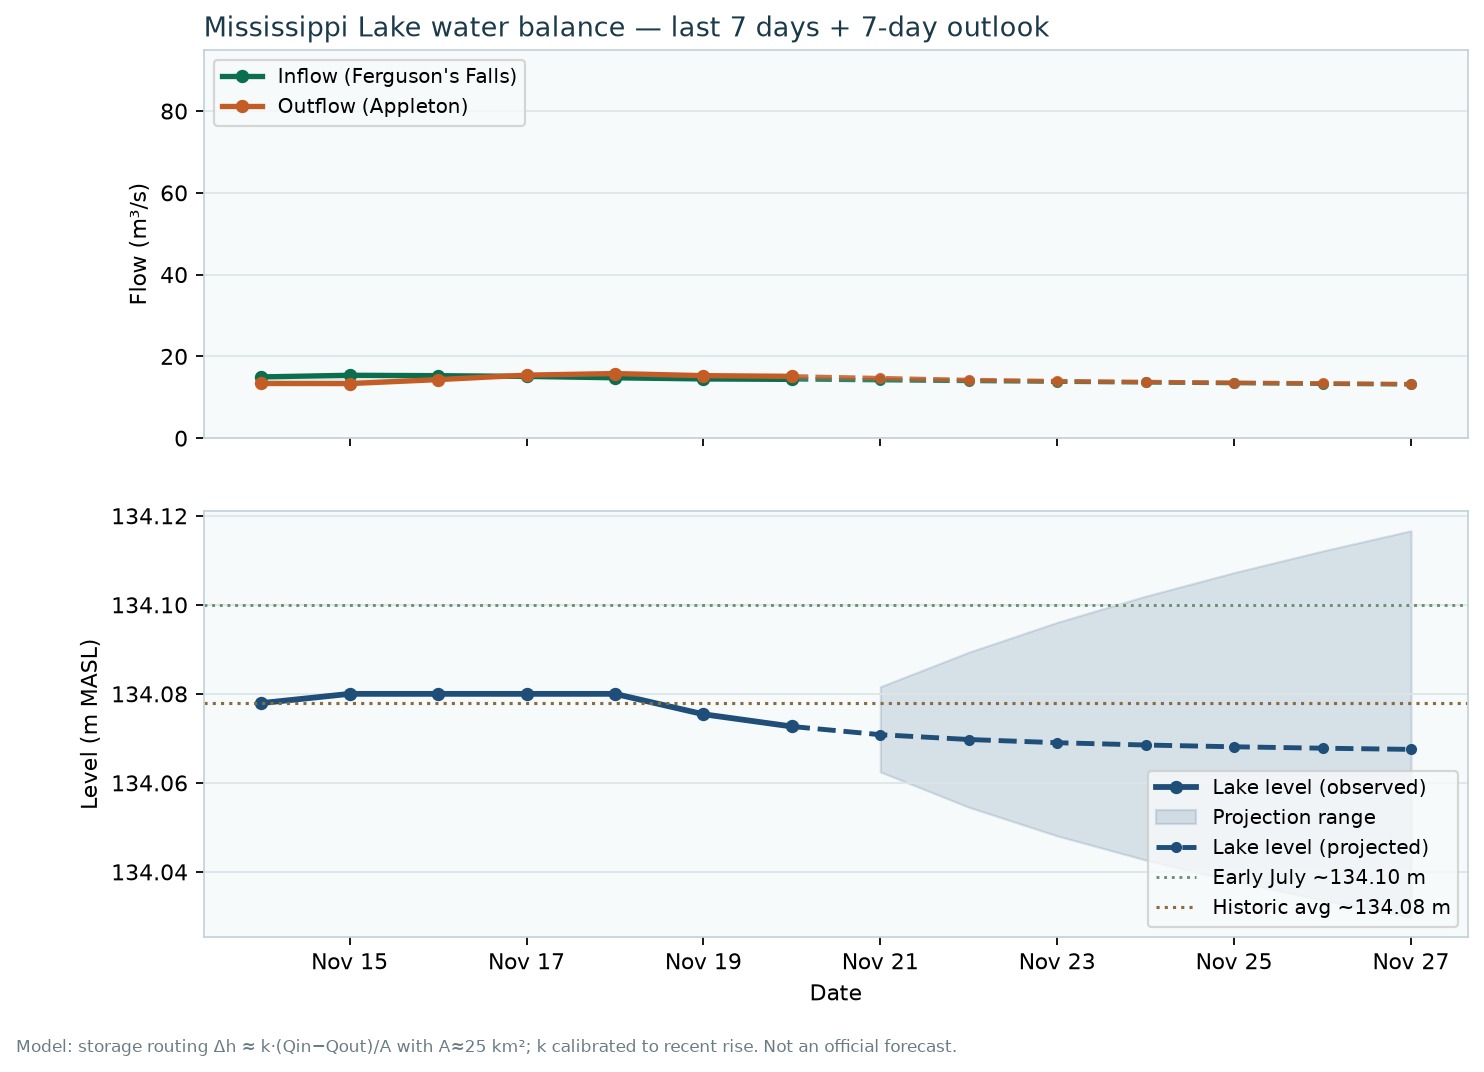 Mississippi Lake water balance — last 7 days + 7-day outlook
Inflow (Ferguson's Falls)
Outflow (Appleton)
Flow (m³/s)
80
60
40
20
0
134.12
134.10
134.08
134.06
134.04
Level (m MASL)
Lake level (observed)
Projection range
Lake level (projected)
Early July ~134.10 m
Historic avg ~134.08 m
Nov 15 Nov 17 Nov 19 Nov 21 Nov 23 Nov 25 Nov 27
Date
Model: storage routing Δh ≈ k·(Qin−Qout)/A with A≈25 km²; k calibrated to recent rise. Not an official forecast.